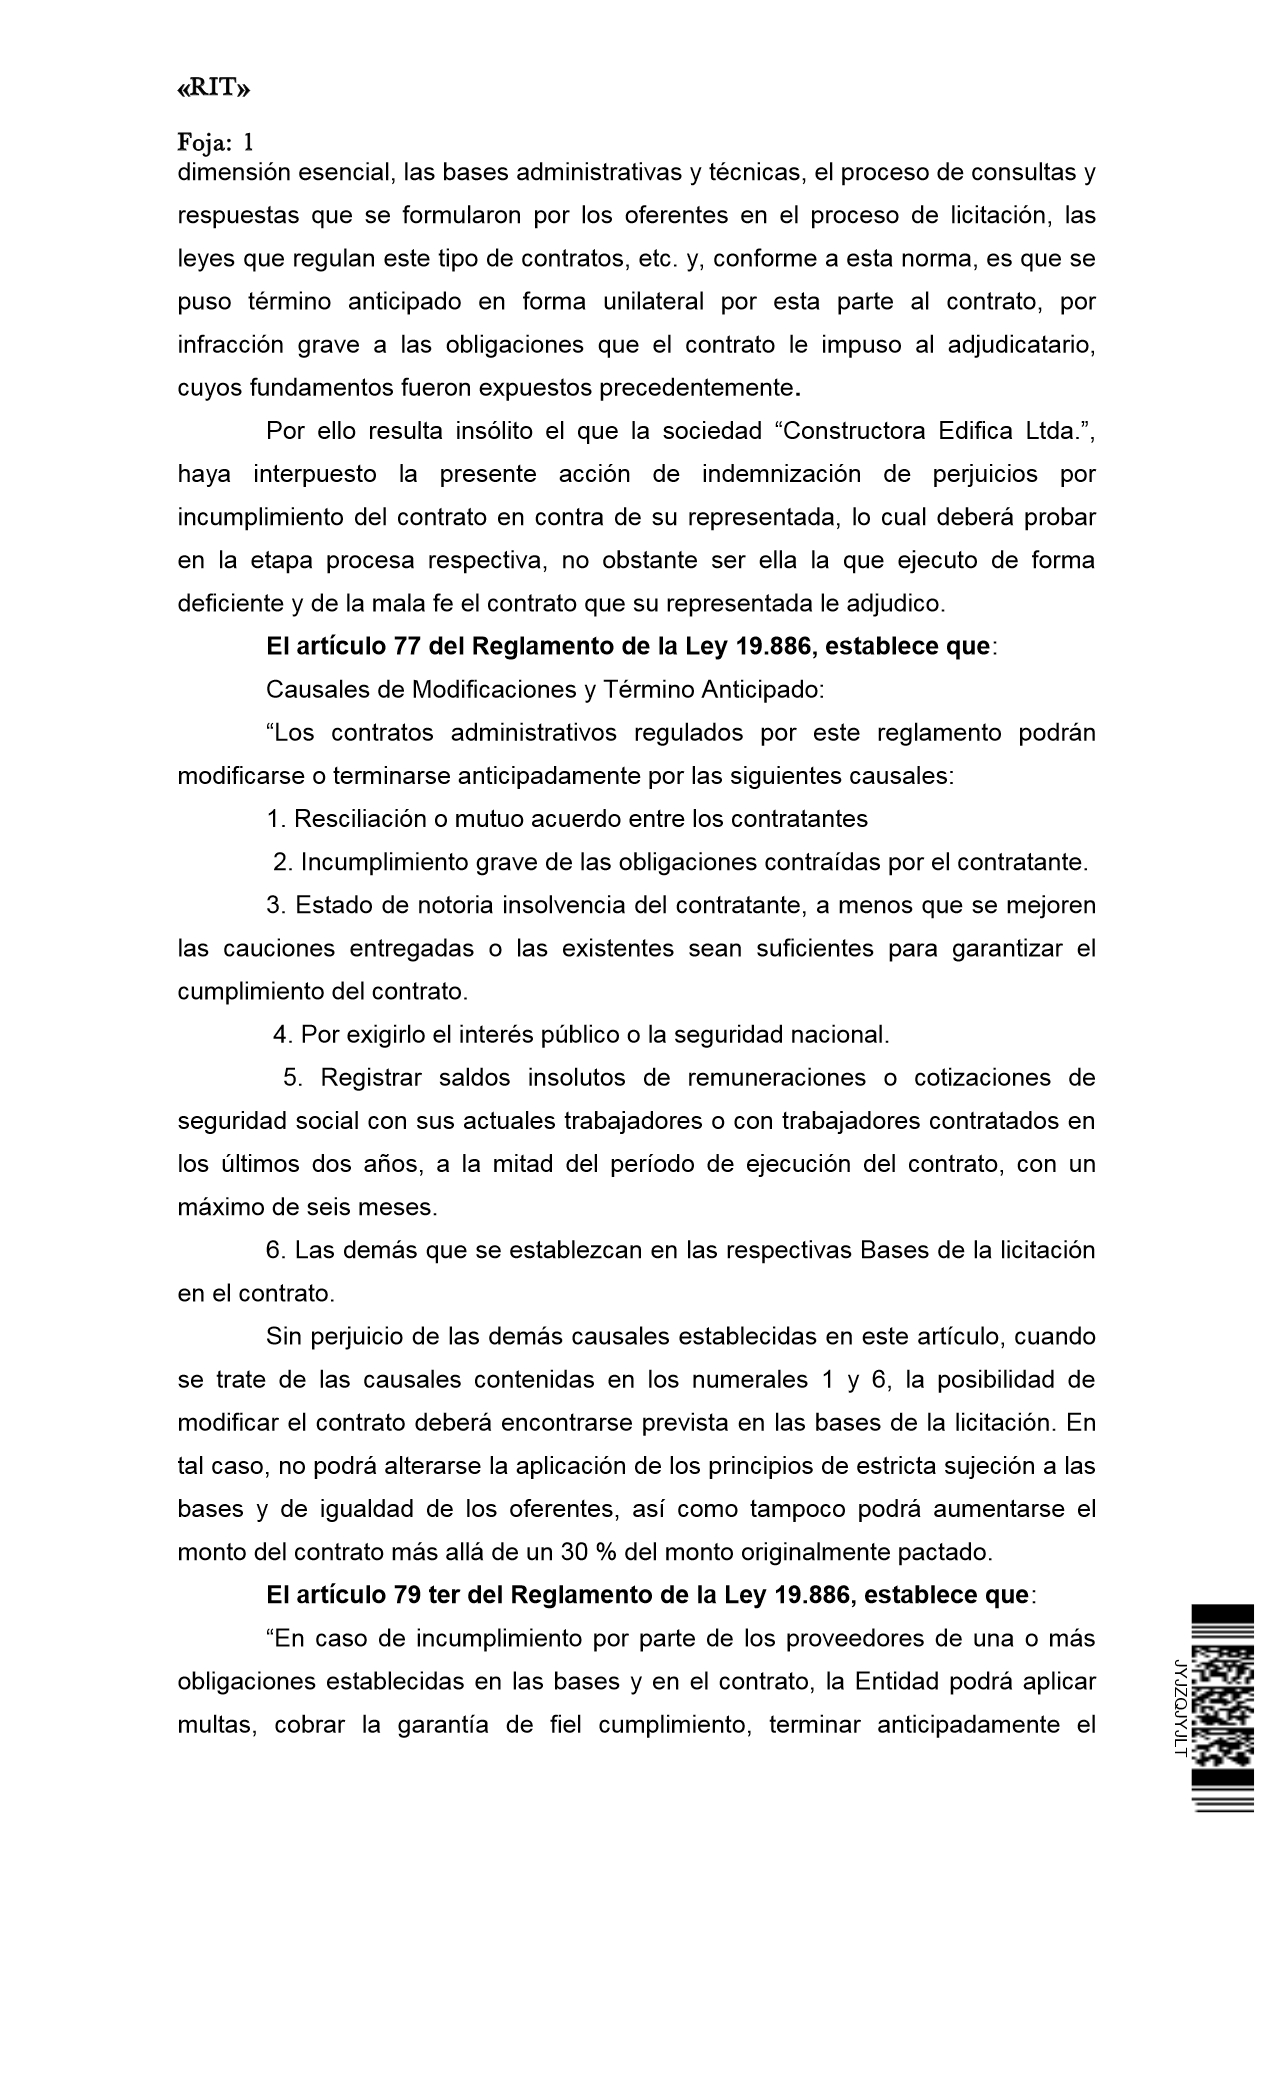 «RIT»
Foja: 1
dimensión esencial, las bases administrativas y técnicas, el proceso de consultas y
respuestas que se formularon por los oferentes en el proceso de licitación, las
leyes que regulan este tipo de contratos, etc. y, conforme a esta norma, es que se
puso término anticipado en forma unilateral por esta parte al contrato, por
infracción grave a las obligaciones que el contrato le impuso al adjudicatario,
cuyos fundamentos fueron expuestos precedentemente.
Por ello resulta insólito el que la sociedad “Constructora Edifica Ltda.”,
haya interpuesto la presente acción de indemnización de perjuicios por
incumplimiento del contrato en contra de su representada, lo cual deberá probar
en la etapa procesa respectiva, no obstante ser ella la que ejecuto de forma
deficiente y de la mala fe el contrato que su representada le adjudico.
El artículo 77 del Reglamento de la Ley 19.886, establece que:
Causales de Modificaciones y Término Anticipado:
“Los contratos administrativos regulados por este reglamento podrán
modificarse o terminarse anticipadamente por las siguientes causales:
1. Resciliación o mutuo acuerdo entre los contratantes
2. Incumplimiento grave de las obligaciones contraídas por el contratante.
3. Estado de notoria insolvencia del contratante, a menos que se mejoren
las cauciones entregadas o las existentes sean suficientes para garantizar el
cumplimiento del contrato.
4. Por exigirlo el interés público o la seguridad nacional.
5. Registrar saldos insolutos de remuneraciones o cotizaciones de
seguridad social con sus actuales trabajadores o con trabajadores contratados en
los últimos dos años, a la mitad del período de ejecución del contrato, con un
máximo de seis meses.
6. Las demás que se establezcan en las respectivas Bases de la licitación
en el contrato.
Sin perjuicio de las demás causales establecidas en este artículo, cuando
se trate de las causales contenidas en los numerales 1 y 6, la posibilidad de
modificar el contrato deberá encontrarse prevista en las bases de la licitación. En
tal caso, no podrá alterarse la aplicación de los principios de estricta sujeción a las
bases y de igualdad de los oferentes, así como tampoco podrá aumentarse el
monto del contrato más allá de un 30 % del monto originalmente pactado.
El artículo 79 ter del Reglamento de la Ley 19.886, establece que:
“En caso de incumplimiento por parte de los proveedores de una o más
obligaciones establecidas en las bases y en el contrato, la Entidad podrá aplicar
multas, cobrar la garantía de fiel cumplimiento, terminar anticipadamente el
JYJZQJYJLT